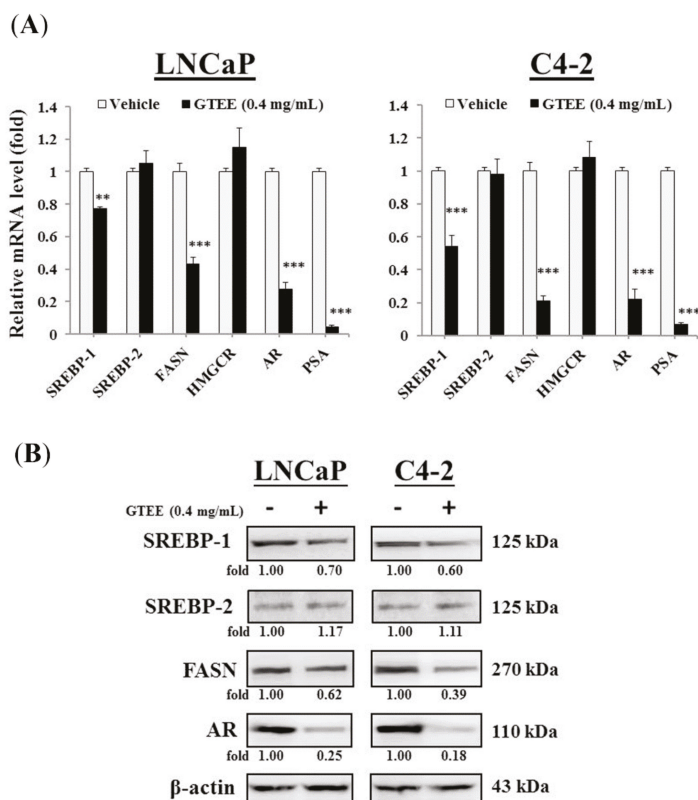 (A)
LNCaP
C4-2
Relative mRNA level (fold)
1.4
1.2
1
0.8
0.6
0.4
0.2
0
Vehicle GTEE (0.4 mg/mL)
**
***
***
***
SREBP-1
SREBP-2
FASN
HMGCR
AR
PSA
1.4
1.2
1
0.8
0.6
0.4
0.2
0
Vehicle GTEE (0.4 mg/mL)
***
***
***
***
SREBP-1
SREBP-2
FASN
HMGCR
AR
PSA
(B)
LNCaP C4-2
GTEE (0.4 mg/mL) - + - +
SREBP-1 125 kDa
fold 1.00 0.70 1.00 0.60
SREBP-2 125 kDa
fold 1.00 1.17 1.00 1.11
FASN 270 kDa
fold 1.00 0.62 1.00 0.39
AR 110 kDa
fold 1.00 0.25 1.00 0.18
β-actin 43 kDa